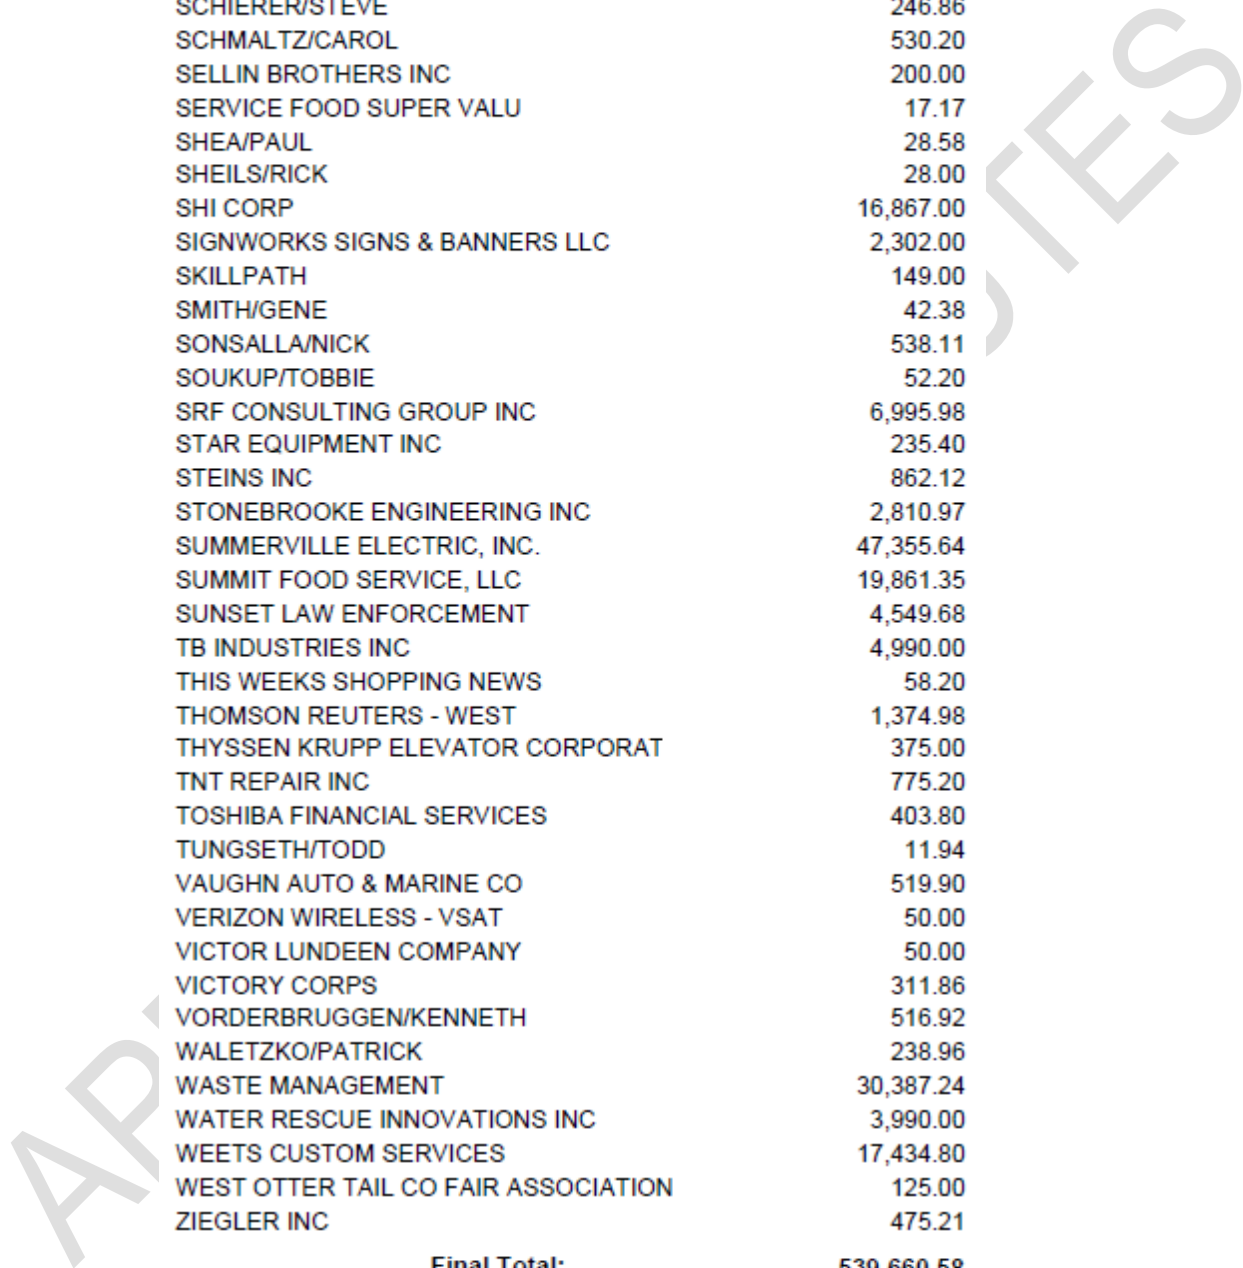 SCHIERER/STEVE 246.86
SCHMALTZ/CAROL 530.20
SELLIN BROTHERS INC 200.00
SERVICE FOOD SUPER VALU 17.17
SHEA/PAUL 28.58
SHEILS/RICK 28.00
SHI CORP 16,867.00
SIGNWORKS SIGNS & BANNERS LLC 2,302.00
SKILLPATH 149.00
SMITH/GENE 42.38
SONSALLA/NICK 538.11
SOUKUP/TOBBIE 52.20
SRF CONSULTING GROUP INC 6,995.98
STAR EQUIPMENT INC 235.40
STEINS INC 862.12
STONEBROOKE ENGINEERING INC 2,810.97
SUMMERVILLE ELECTRIC, INC. 47,355.64
SUMMIT FOOD SERVICE, LLC 19,861.35
SUNSET LAW ENFORCEMENT 4,549.68
TB INDUSTRIES INC 4,990.00
THIS WEEKS SHOPPING NEWS 58.20
THOMSON REUTERS - WEST 1,374.98
THYSSEN KRUPP ELEVATOR CORPORAT 375.00
TNT REPAIR INC 775.20
TOSHIBA FINANCIAL SERVICES 403.80
TUNGSETH/TODD 11.94
VAUGHN AUTO & MARINE CO 519.90
VERIZON WIRELESS - VSAT 50.00
VICTOR LUNDEEN COMPANY 50.00
VICTORY CORPS 311.86
VORDERBRUGGEN/KENNETH 516.92
WALETZKO/PATRICK 238.96
WASTE MANAGEMENT 30,387.24
WATER RESCUE INNOVATIONS INC 3,990.00
WEETS CUSTOM SERVICES 17,434.80
WEST OTTER TAIL CO FAIR ASSOCIATION 125.00
ZIEGLER INC 475.21
Final Total: 539,660.58